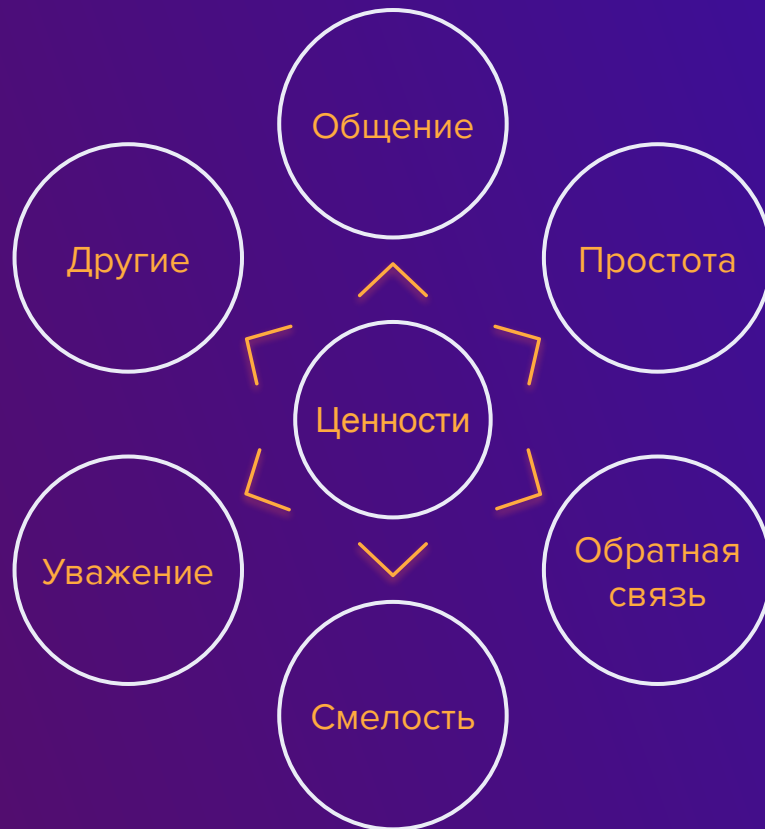 Общение
Другие
Простота
Ценности
Уважение
Обратная
связь
Смелость